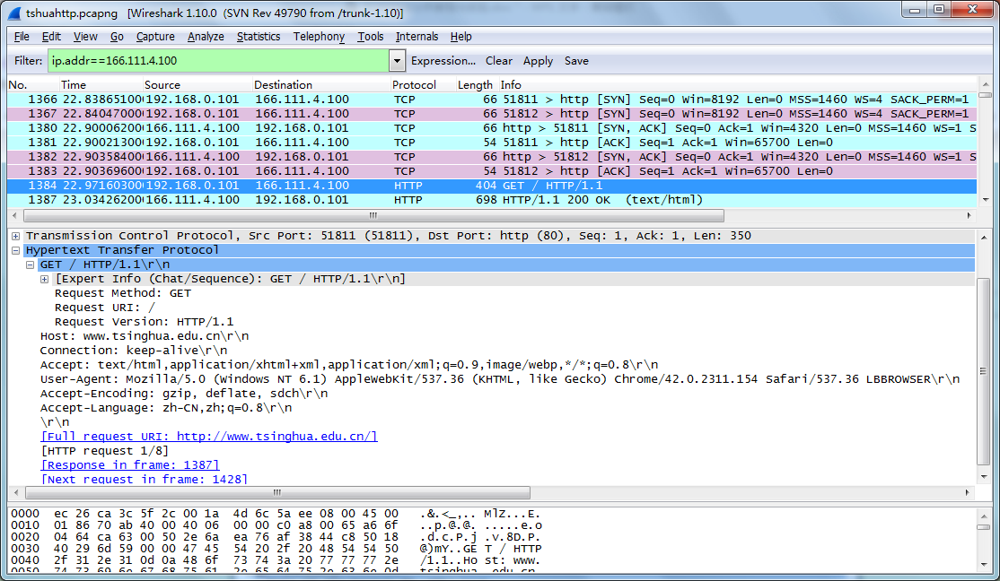 tshuahttp.pcapng [Wireshark 1.10.0 (SVN Rev 49790 from /trunk-1.10)]
File Edit View Go Capture Analyze Statistics Telephony Tools Internals Help
Filter: ip.addr==166.111.4.100 Expression... Clear Apply Save
No. Time Source Destination Protocol Length Info
1366 22.83865100 192.168.0.101 166.111.4.100 TCP 66 51811 > http [SYN] Seq=0 Win=8192 Len=0 MSS=1460 WS=4 SACK_PERM=1
1367 22.84047000 192.168.0.101 166.111.4.100 TCP 66 51812 > http [SYN] Seq=0 Win=8192 Len=0 MSS=1460 WS=4 SACK_PERM=1
1380 22.90006200 166.111.4.100 192.168.0.101 TCP 66 http > 51811 [SYN, ACK] Seq=0 Ack=1 Win=4320 Len=0 MSS=1460 WS=1 S
1381 22.90021300 192.168.0.101 166.111.4.100 TCP 54 51811 > http [ACK] Seq=1 Ack=1 Win=65700 Len=0
1382 22.90358400 166.111.4.100 192.168.0.101 TCP 66 http > 51812 [SYN, ACK] Seq=0 Ack=1 Win=4320 Len=0 MSS=1460 WS=1 S
1383 22.90369600 192.168.0.101 166.111.4.100 TCP 54 51812 > http [ACK] Seq=1 Ack=1 Win=65700 Len=0
1384 22.97160300 192.168.0.101 166.111.4.100 HTTP 404 GET / HTTP/1.1
1387 23.03426200 166.111.4.100 192.168.0.101 HTTP 698 HTTP/1.1 200 OK (text/html)
Transmission Control Protocol, Src Port: 51811 (51811), Dst Port: http (80), Seq: 1, Ack: 1, Len: 350
Hypertext Transfer Protocol
GET / HTTP/1.1\r\n
[Expert Info (Chat/Sequence): GET / HTTP/1.1\r\n]
Request Method: GET
Request URI: /
Request Version: HTTP/1.1
Host: www.tsinghua.edu.cn\r\n
Connection: keep-alive\r\n
Accept: text/html,application/xhtml+xml,application/xml;q=0.9,image/webp,*/*;q=0.8\r\n
User-Agent: Mozilla/5.0 (Windows NT 6.1) AppleWebKit/537.36 (KHTML, like Gecko) Chrome/42.0.2311.154 Safari/537.36 LBBROWSER\r\n
Accept-Encoding: gzip, deflate, sdch\r\n
Accept-Language: zh-CN,zh;q=0.8\r\n
\r\n
[Full request URI: http://www.tsinghua.edu.cn/]
[HTTP request 1/8]
[Response in frame: 1387]
[Next request in frame: 1428]
0000 ec 26 ca 3c 5f 2c 00 1a 4d 6c 5a ee 08 00 45 00 .&.<_,.. MlZ...E.
0010 01 86 70 ab 40 00 40 06 00 00 c0 a8 00 65 a6 6f ..p.@.@. .....e.o
0020 04 64 ca 63 00 50 2e 6a ea 76 af 38 44 c8 50 18 .d.c.P.j .v.8D.P.
0030 40 29 6d 59 00 00 47 45 54 20 2f 20 48 54 54 50 @)mY..GE T / HTTP
0040 2f 31 2e 31 0d 0a 48 6f 73 74 3a 20 77 77 77 2e /1.1..Ho st: www.
0050 74 73 69 6e 67 68 75 61 2e 65 64 75 2e 63 6e 0d tsinghua .edu.cn.